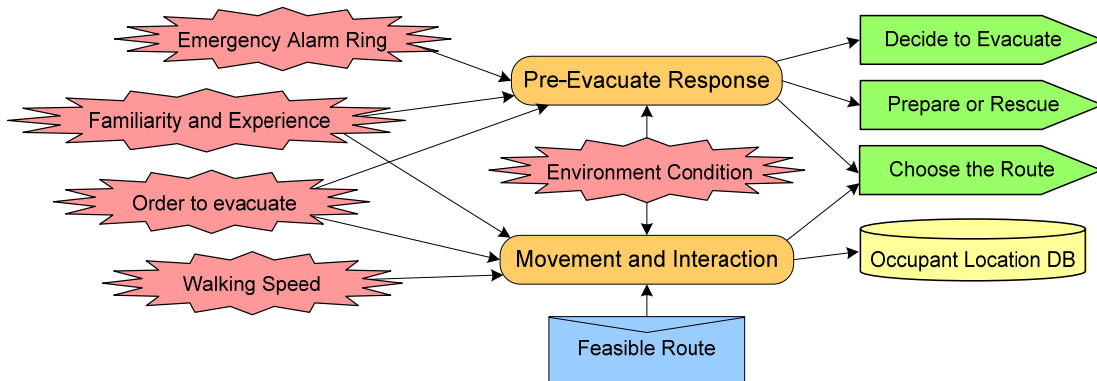 Emergency Alarm Ring
Decide to Evacuate
Pre-Evacuate Response
Prepare or Rescue
Familiarity and Experience
Environment Condition
Choose the Route
Order to evacuate
Movement and Interaction
Occupant Location DB
Walking Speed
Feasible Route